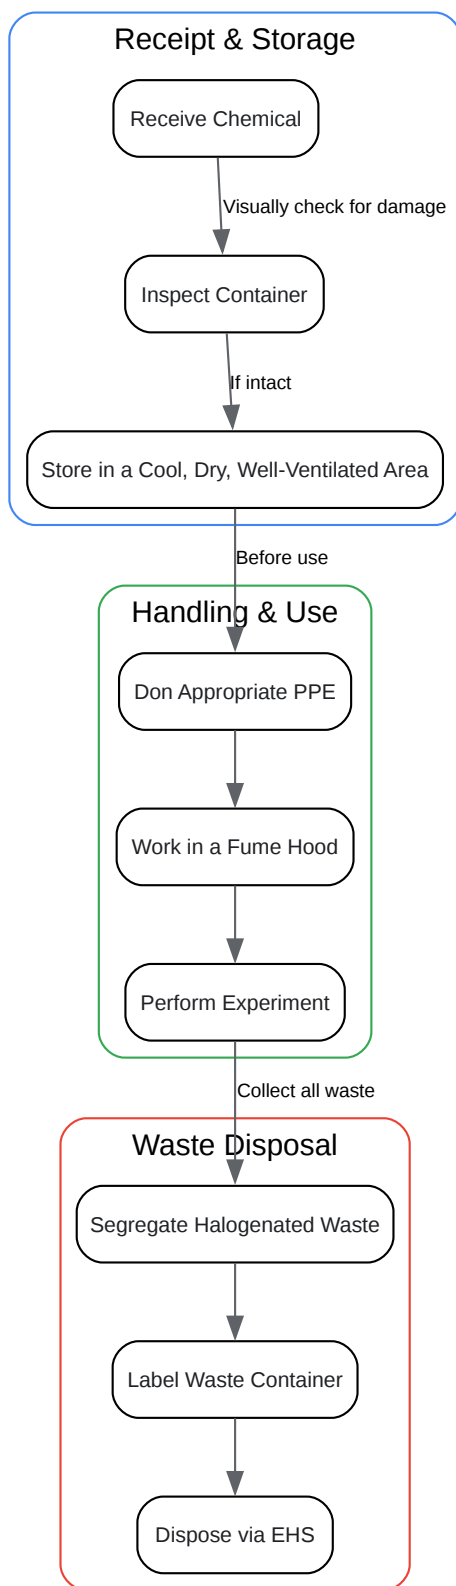 Receipt & Storage
Receive Chemical
Visually check for damage
Inspect Container
If intact
Store in a Cool, Dry, Well-Ventilated Area
Before use
Handling & Use
Don Appropriate PPE
Work in a Fume Hood
Perform Experiment
Collect all waste
Waste Disposal
Segregate Halogenated Waste
Label Waste Container
Dispose via EHS